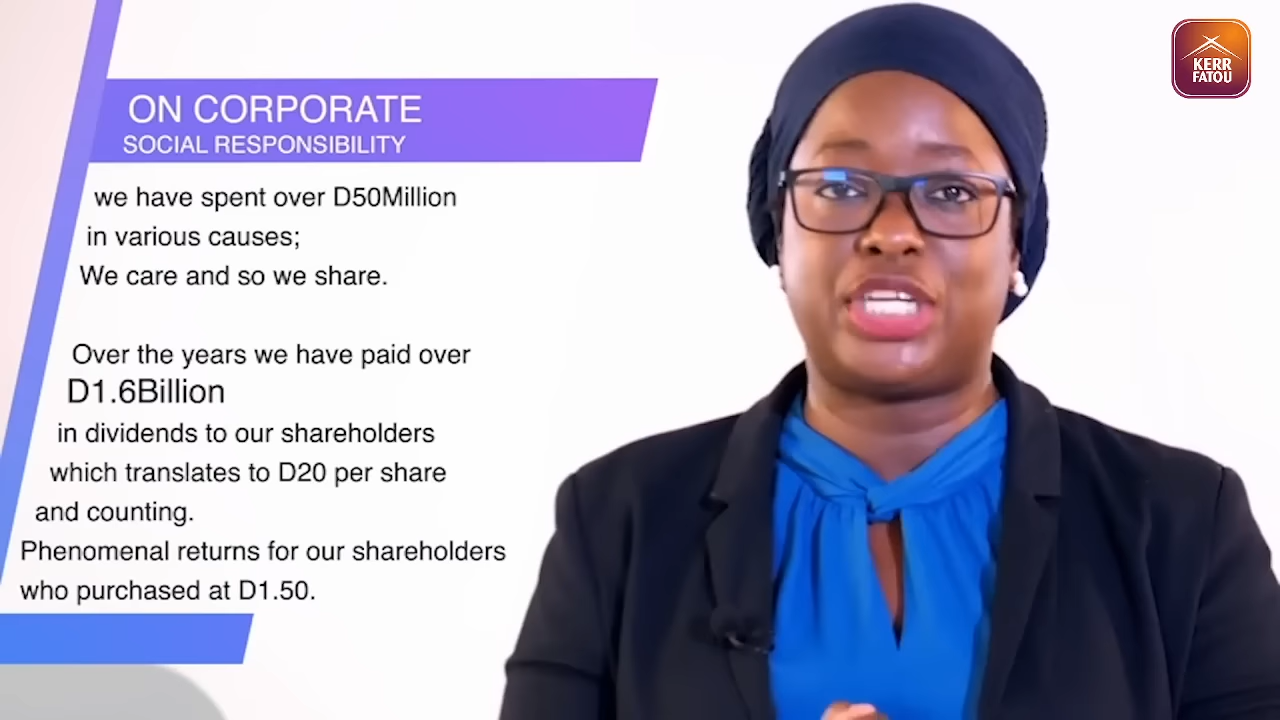 ON CORPORATE
SOCIAL RESPONSIBILITY
we have spent over D50Million
in various causes;
We care and so we share.
Over the years we have paid over
D1.6Billion
in dividends to our shareholders
which translates to D20 per share
and counting.
Phenomenal returns for our shareholders
who purchased at D1.50.
KERR
FATOU